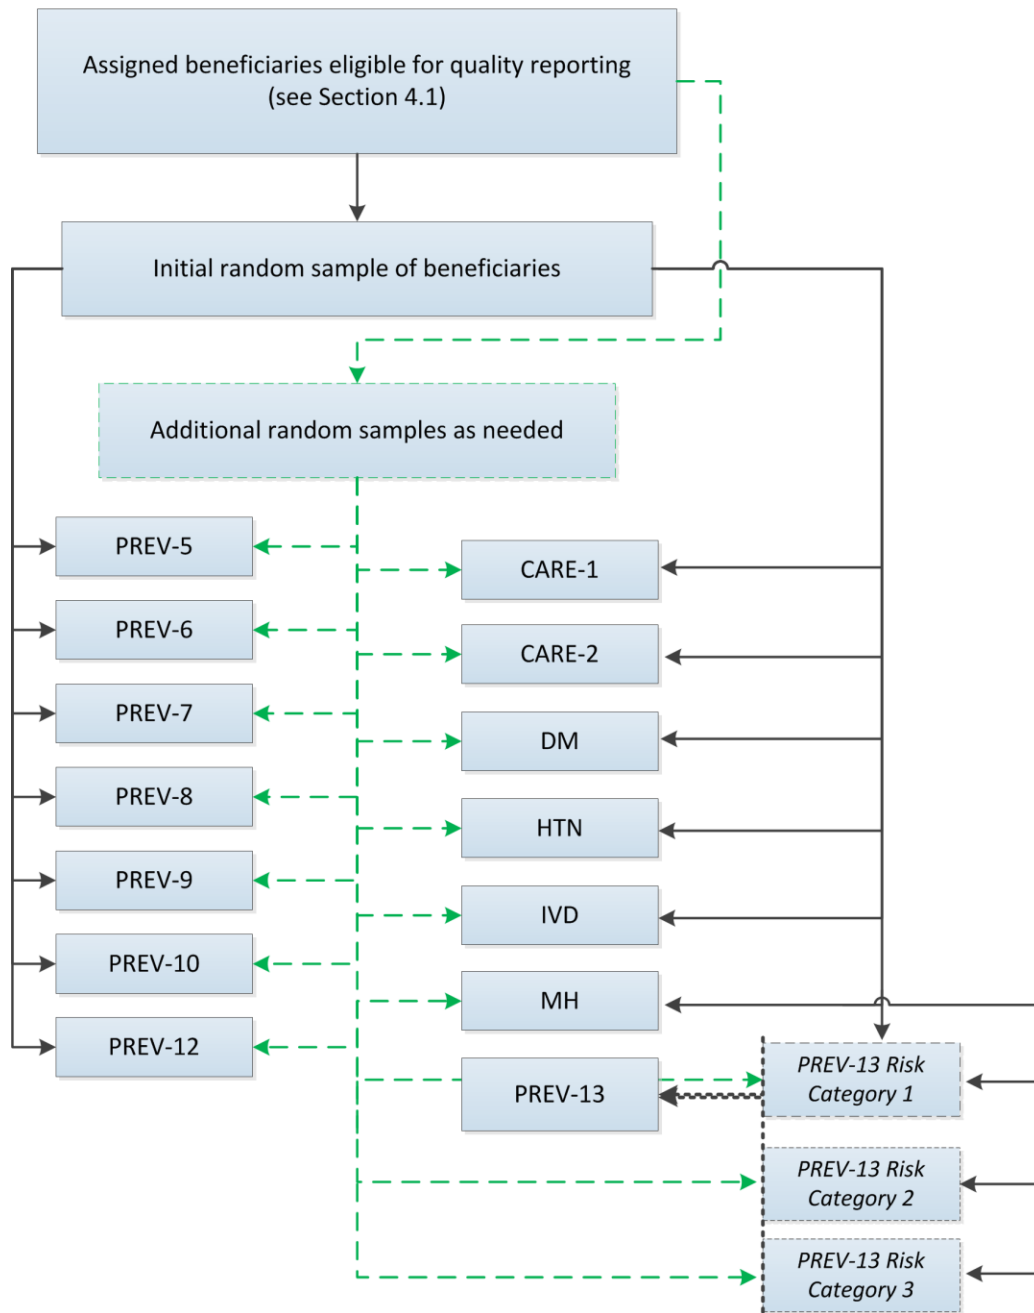 Assigned beneficiaries eligible for quality reporting
(see Section 4.1)
Initial random sample of beneficiaries
Additional random samples as needed
PREV-5
PREV-6
PREV-7
PREV-8
PREV-9
PREV-10
PREV-12
CARE-1
CARE-2
DM
HTN
IVD
MH
PREV-13
PREV-13 Risk
Category 1
PREV-13 Risk
Category 2
PREV-13 Risk
Category 3